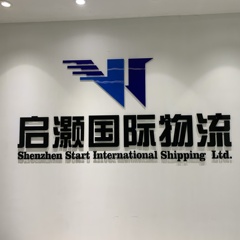 启灏国际物流
Shenzhen Start International Shipping Ltd.